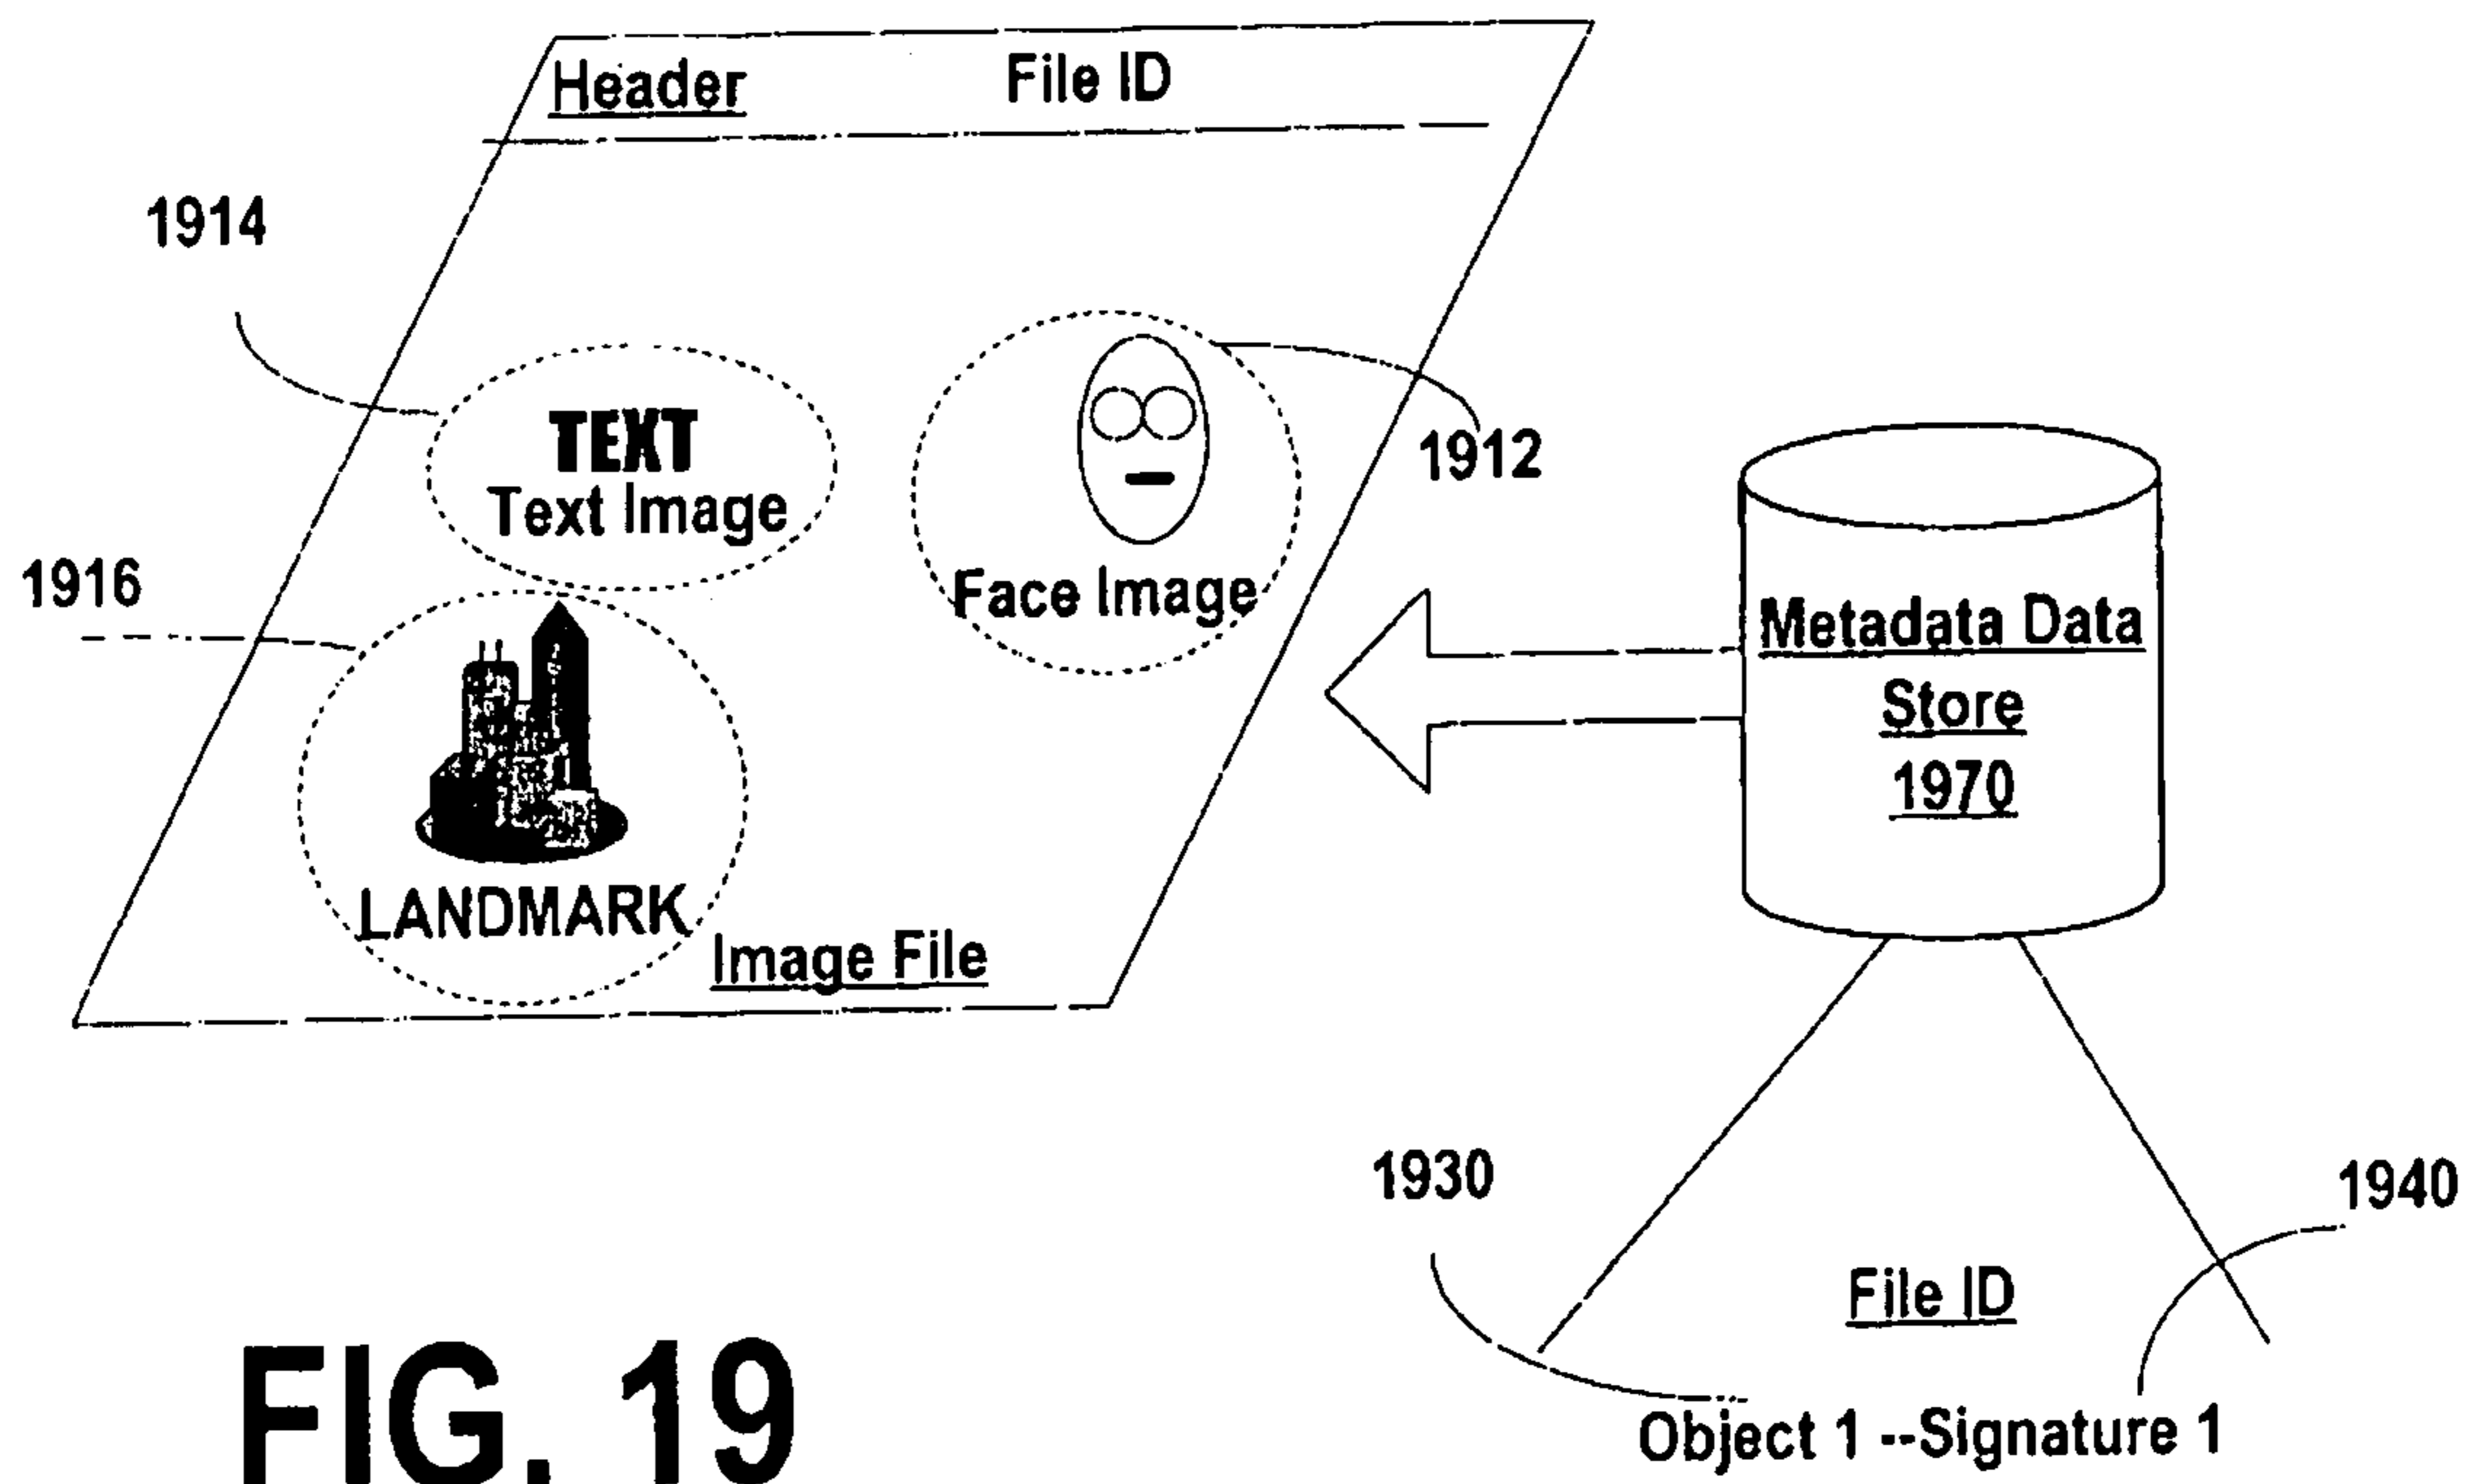 Header File ID
1914
TEXT
Text Image
1912
Face Image
1916
LANDMARK
Image File
Metadata Data
Store
1970
1930
1940
File ID
Object 1 --Signature 1
FIG. 19